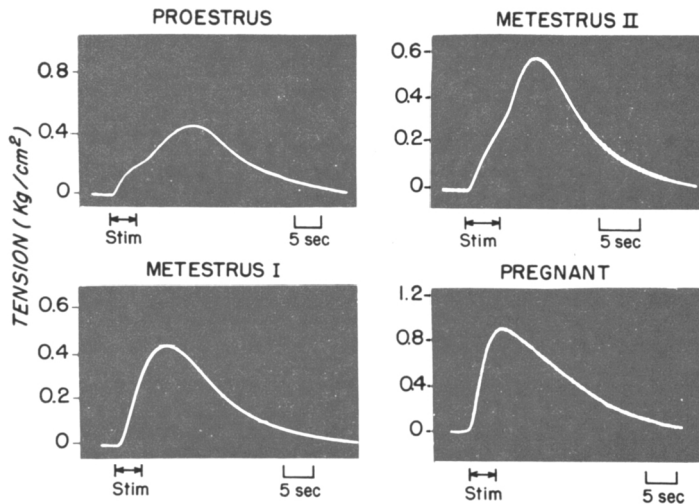 PROESTRUS
0.8
0.4
0
Stim
5 sec
METESTRUS II
0.6
0.4
0.2
0
Stim
5 sec
TENSION (Kg/cm²)
METESTRUS I
0.6
0.4
0.2
0
Stim
5 sec
PREGNANT
1.2
0.8
0.4
0
Stim
5 sec